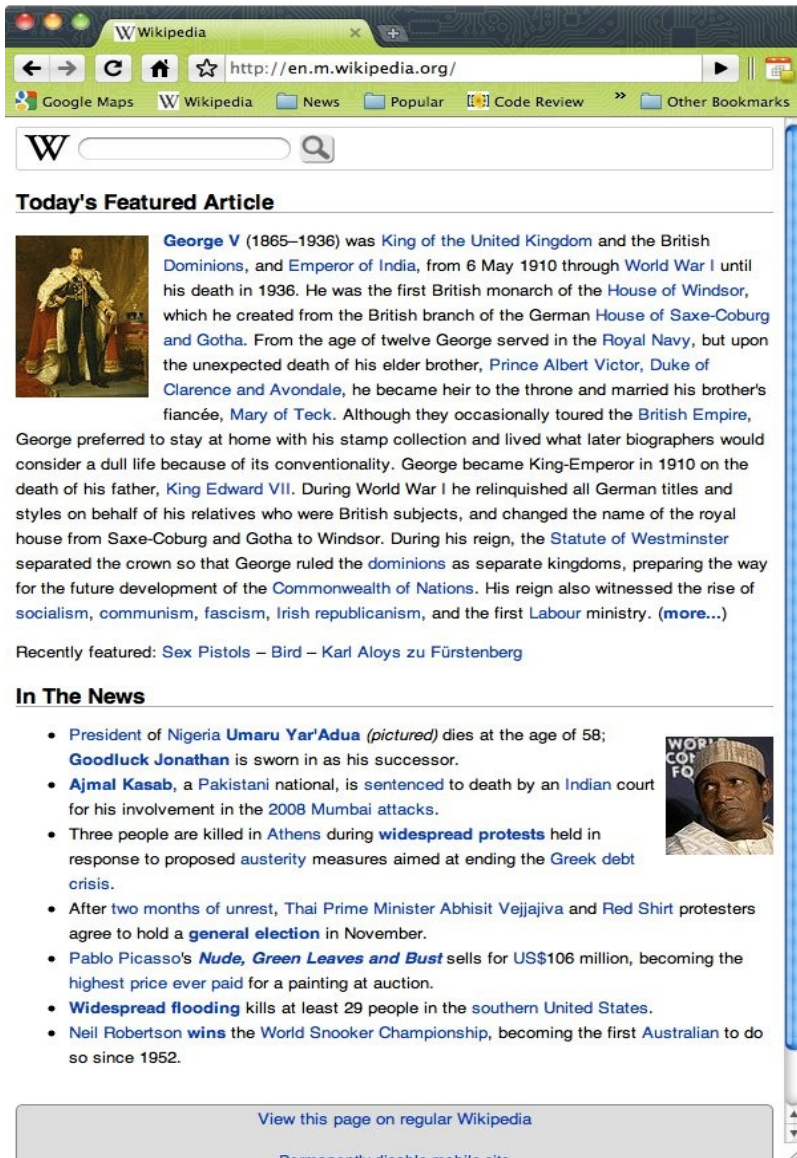 Wikipedia
http://en.m.wikipedia.org/
Google Maps W Wikipedia News Popular Code Review » Other Bookmarks
W
Today's Featured Article
George V (1865–1936) was King of the United Kingdom and the British
Dominions, and Emperor of India, from 6 May 1910 through World War I until
his death in 1936. He was the first British monarch of the House of Windsor,
which he created from the British branch of the German House of Saxe-Coburg
and Gotha. From the age of twelve George served in the Royal Navy, but upon
the unexpected death of his elder brother, Prince Albert Victor, Duke of
Clarence and Avondale, he became heir to the throne and married his brother's
fiancée, Mary of Teck. Although they occasionally toured the British Empire,
George preferred to stay at home with his stamp collection and lived what later biographers would
consider a dull life because of its conventionality. George became King-Emperor in 1910 on the
death of his father, King Edward VII. During World War I he relinquished all German titles and
styles on behalf of his relatives who were British subjects, and changed the name of the royal
house from Saxe-Coburg and Gotha to Windsor. During his reign, the Statute of Westminster
separated the crown so that George ruled the dominions as separate kingdoms, preparing the way
for the future development of the Commonwealth of Nations. His reign also witnessed the rise of
socialism, communism, fascism, Irish republicanism, and the first Labour ministry. (more...)
Recently featured: Sex Pistols – Bird – Karl Aloys zu Fürstenberg
In The News
• President of Nigeria Umaru Yar'Adua (pictured) dies at the age of 58;
Goodluck Jonathan is sworn in as his successor.
• Ajmal Kasab, a Pakistani national, is sentenced to death by an Indian court
for his involvement in the 2008 Mumbai attacks.
• Three people are killed in Athens during widespread protests held in
response to proposed austerity measures aimed at ending the Greek debt
crisis.
• After two months of unrest, Thai Prime Minister Abhisit Vejjajiva and Red Shirt protesters
agree to hold a general election in November.
• Pablo Picasso's Nude, Green Leaves and Bust sells for US$106 million, becoming the
highest price ever paid for a painting at auction.
• Widespread flooding kills at least 29 people in the southern United States.
• Neil Robertson wins the World Snooker Championship, becoming the first Australian to do
so since 1952.
View this page on regular Wikipedia
Permanently disable mobile site